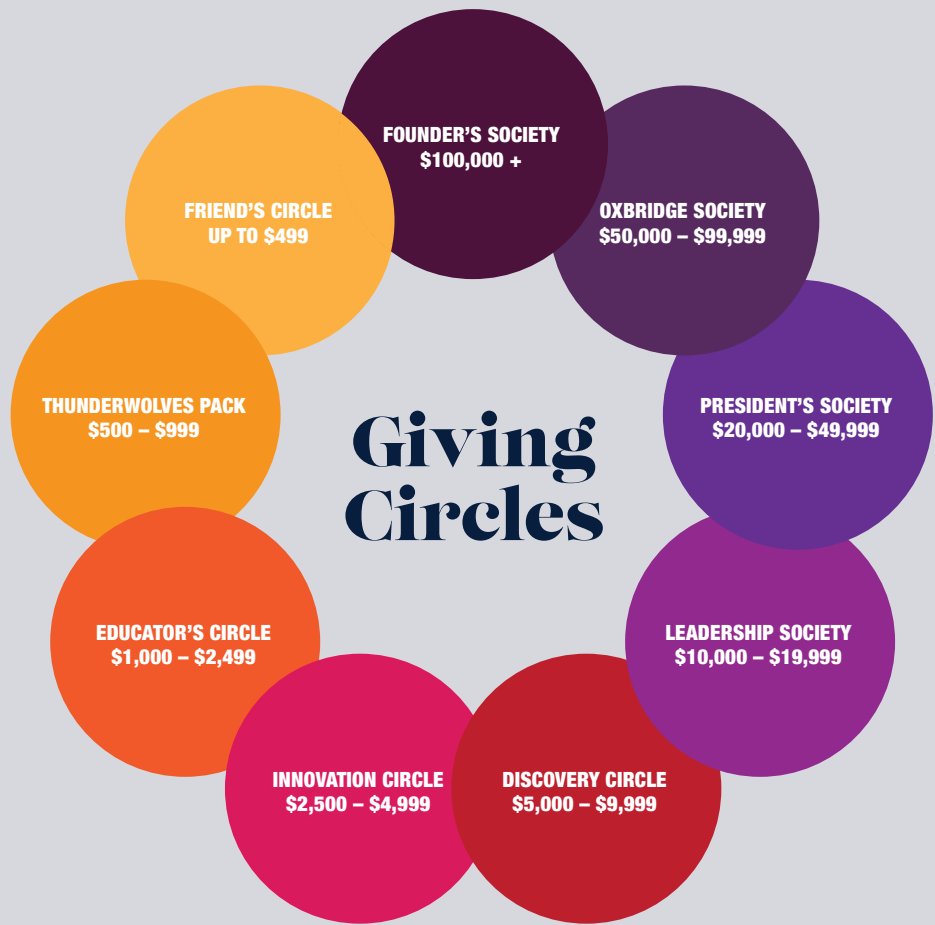 Giving
Circles
FOUNDER’S SOCIETY
$100,000 +
OXBRIDGE SOCIETY
$50,000 – $99,999
PRESIDENT’S SOCIETY
$20,000 – $49,999
LEADERSHIP SOCIETY
$10,000 – $19,999
DISCOVERY CIRCLE
$5,000 – $9,999
INNOVATION CIRCLE
$2,500 – $4,999
EDUCATOR’S CIRCLE
$1,000 – $2,499
THUNDERWOLVES PACK
$500 – $999
FRIEND’S CIRCLE
UP TO $499